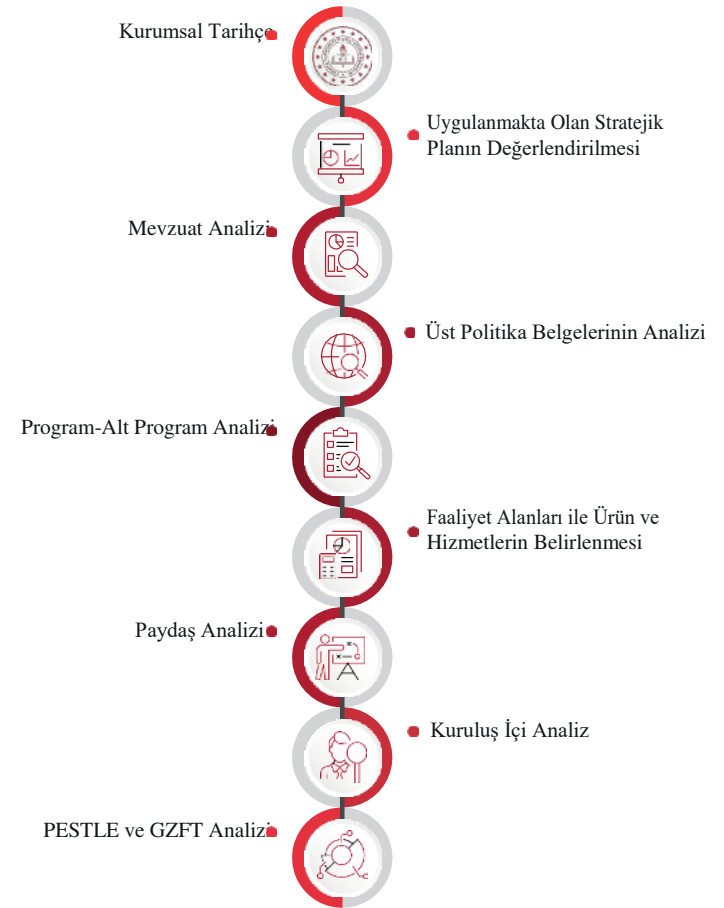 Kurumsal Tarihçe
Uygulanmakta Olan Stratejik
Planın Değerlendirilmesi
Mevzuat Analizi
Üst Politika Belgelerinin Analizi
Program-Alt Program Analizi
Faaliyet Alanları ile Ürün ve
Hizmetlerin Belirlenmesi
Paydaş Analizi
Kuruluş İçi Analiz
PESTLE ve GZFT Analizi